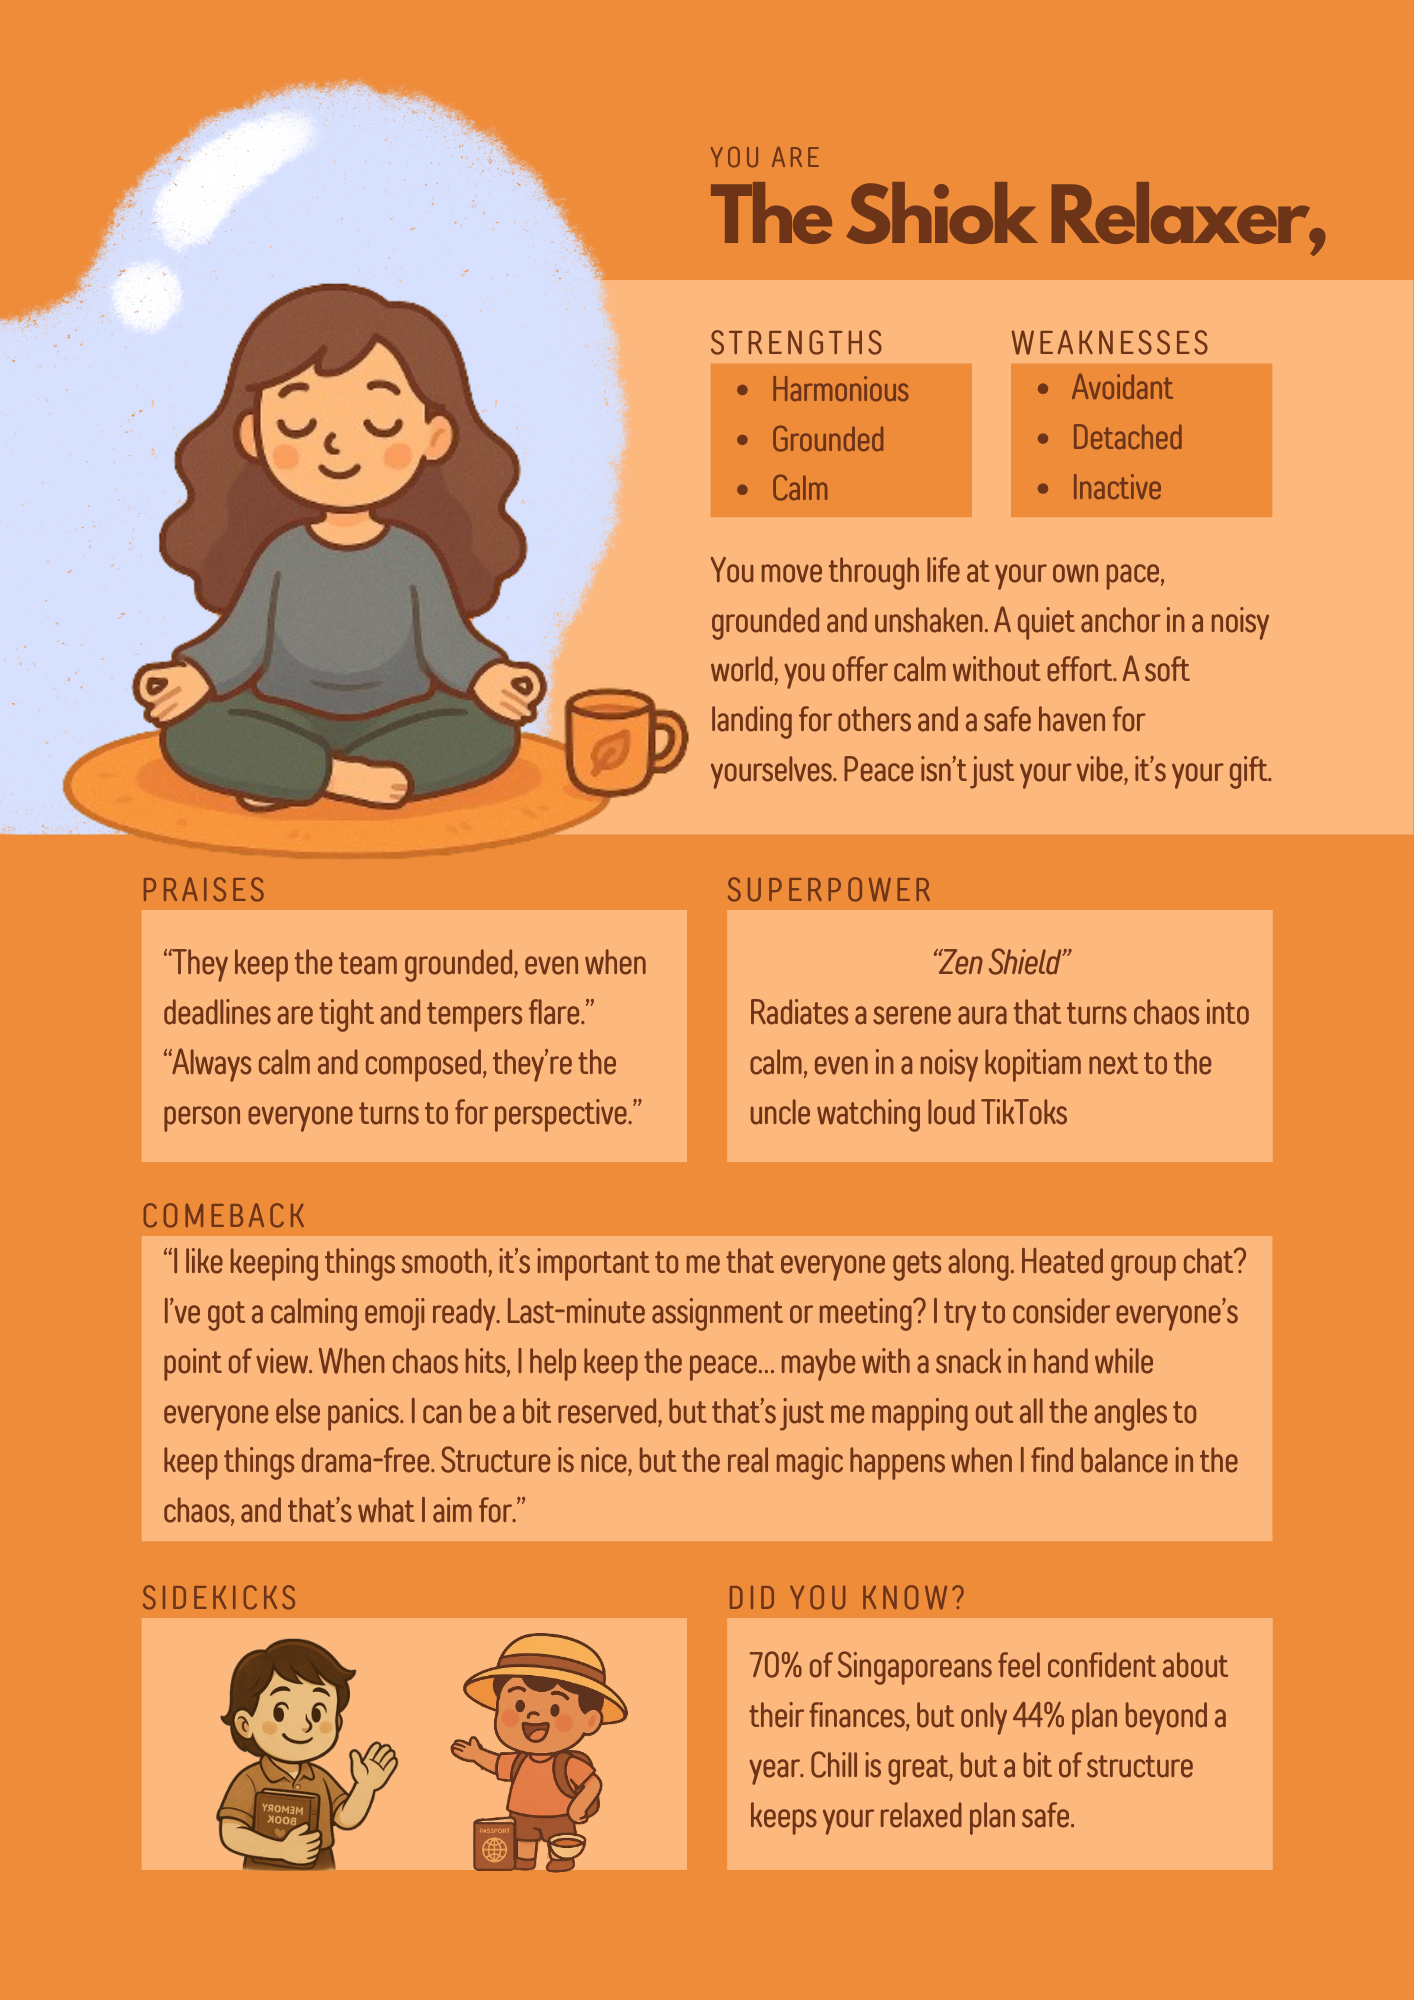 YOU ARE
The Shiok Relaxer,
STRENGTHS
• Harmonious
• Grounded
• Calm
WEAKNESSES
• Avoidant
• Detached
• Inactive
You move through life at your own pace,
grounded and unshaken. A quiet anchor in a noisy
world, you offer calm without effort. A soft
landing for others and a safe haven for
yourselves. Peace isn't just your vibe, it's your gift.
PRAISES
“They keep the team grounded, even when
deadlines are tight and tempers flare.”
“Always calm and composed, they’re the
person everyone turns to for perspective.”
SUPERPOWER
“Zen Shield”
Radiates a serene aura that turns chaos into
calm, even in a noisy kopitiam next to the
uncle watching loud TikToks
COMEBACK
“I like keeping things smooth, it’s important to me that everyone gets along. Heated group chat?
I’ve got a calming emoji ready. Last-minute assignment or meeting? I try to consider everyone’s
point of view. When chaos hits, I help keep the peace... maybe with a snack in hand while
everyone else panics. I can be a bit reserved, but that’s just me mapping out all the angles to
keep things drama-free. Structure is nice, but the real magic happens when I find balance in the
chaos, and that’s what I aim for.”
SIDEKICKS
MEMORY
BOOK
PASSPORT
DID YOU KNOW?
70% of Singaporeans feel confident about
their finances, but only 44% plan beyond a
year. Chill is great, but a bit of structure
keeps your relaxed plan safe.